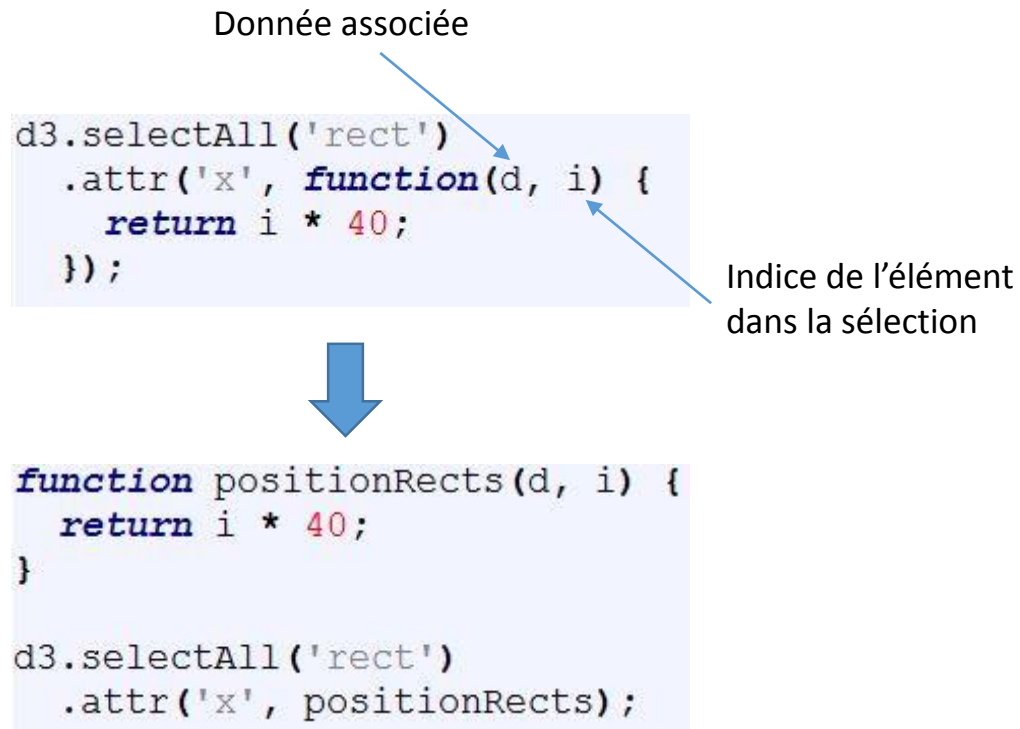 Donnée associée
d3.selectAll('rect')
  .attr('x', function(d, i) {
    return i * 40;
  });
Indice de l’élément
dans la sélection
function positionRects(d, i) {
  return i * 40;
}
d3.selectAll('rect')
  .attr('x', positionRects);